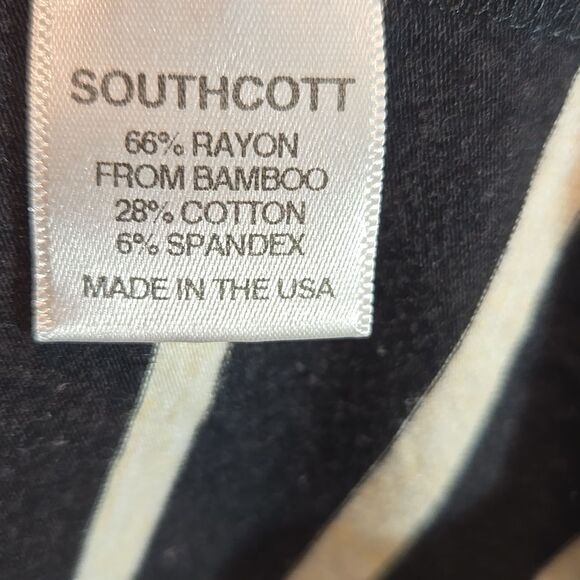 SOUTHCOTT
66% RAYON
FROM BAMBOO
28% COTTON
6% SPANDEX
MADE IN THE USA